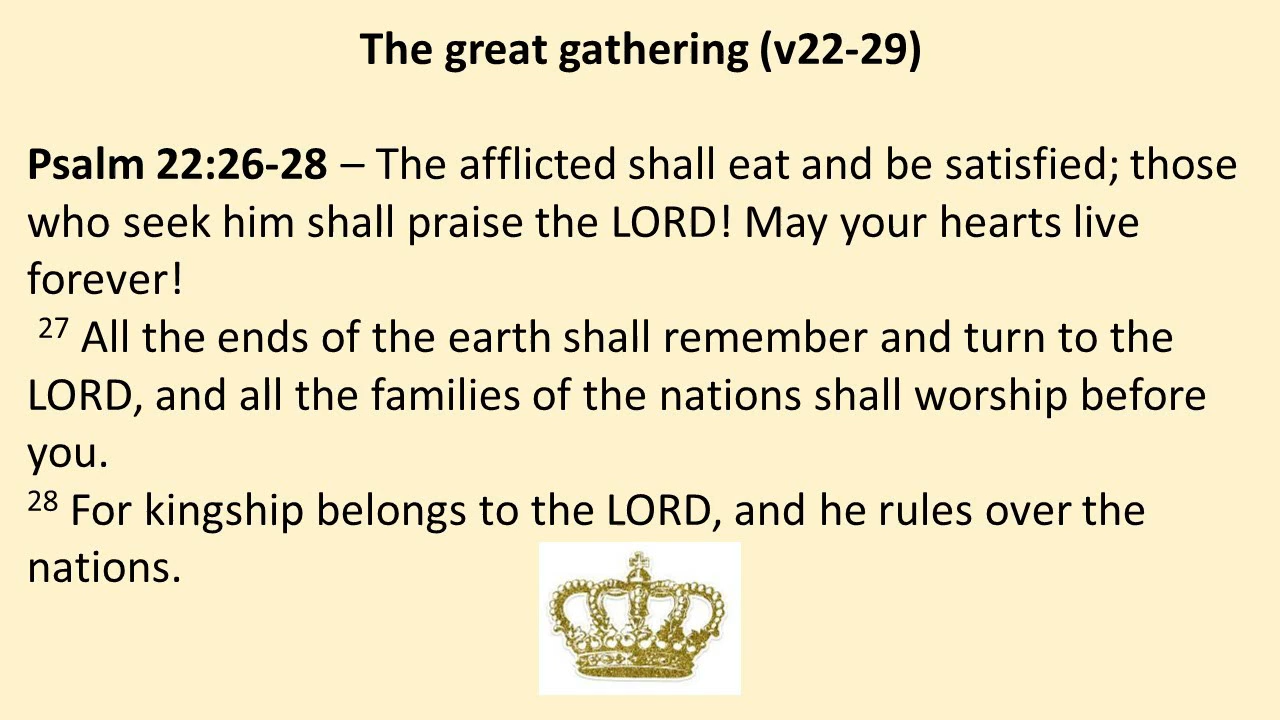 The great gathering (v22-29)
Psalm 22:26-28 – The afflicted shall eat and be satisfied; those
who seek him shall praise the LORD! May your hearts live
forever!
27 All the ends of the earth shall remember and turn to the
LORD, and all the families of the nations shall worship before
you.
28 For kingship belongs to the LORD, and he rules over the
nations.